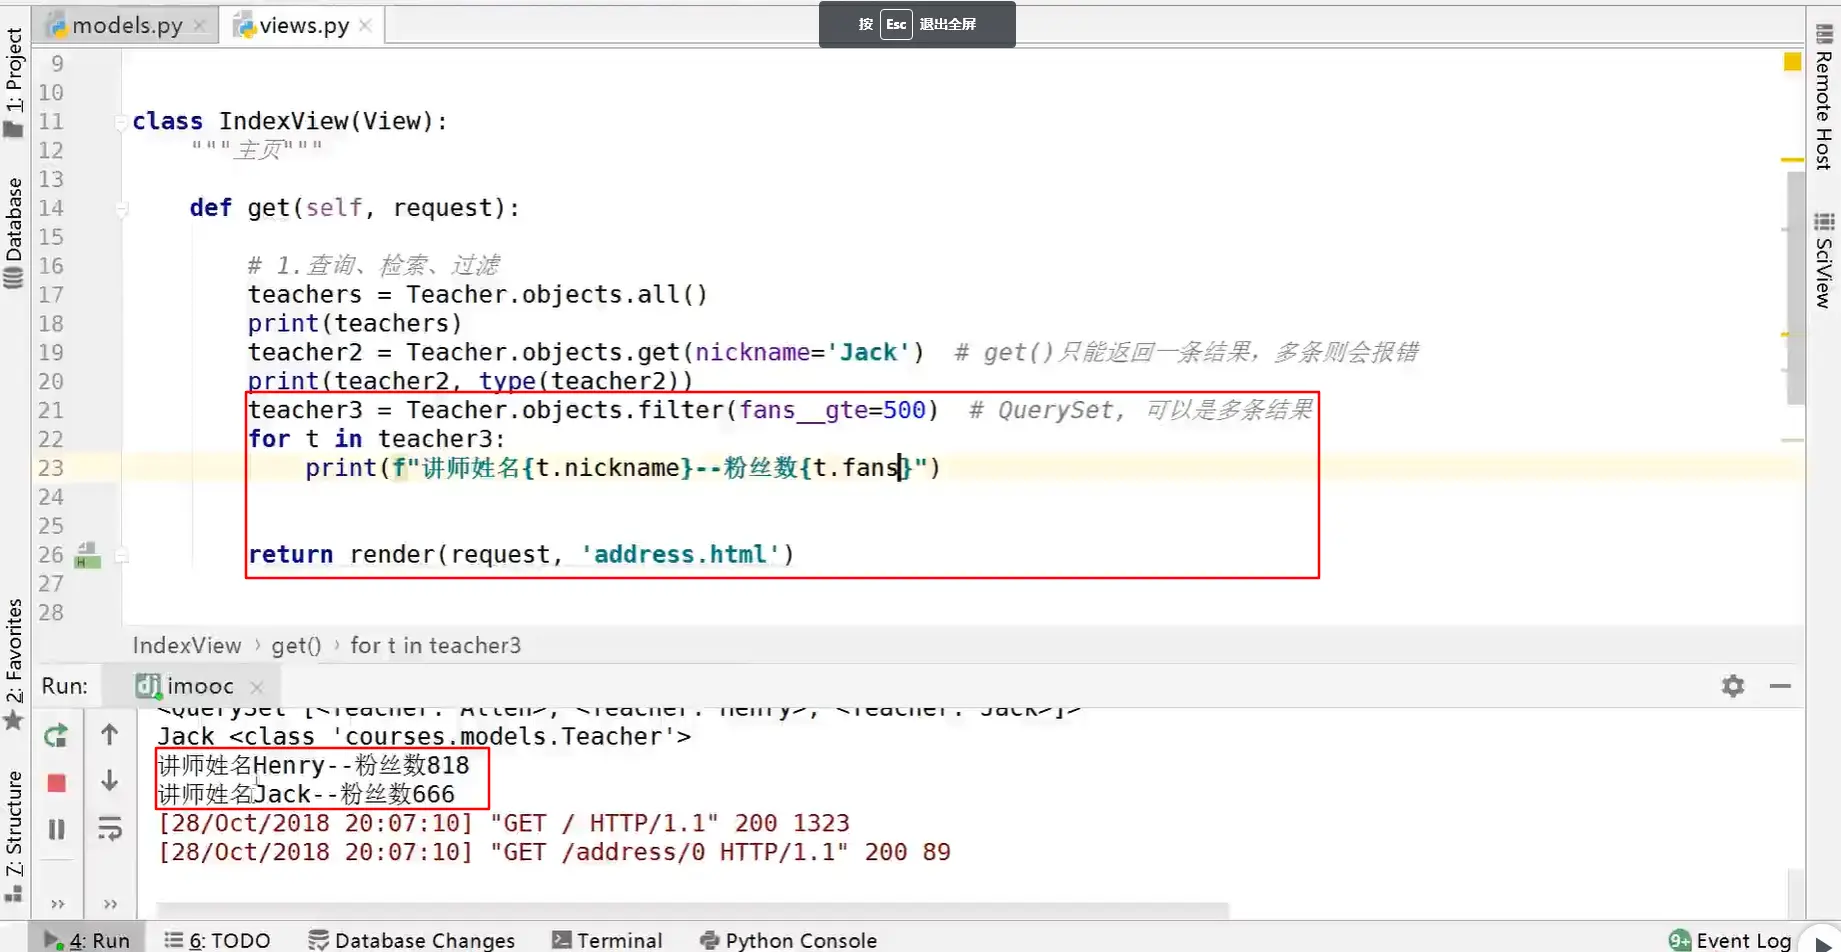 models.py
views.py
按 Esc 退出全屏
1: Project
Database
2: Favorites
Z: Structure
Remote Host
SciView
9
10
11 class IndexView(View):
12 """主页"""
13
14 def get(self, request):
15
16 # 1.查询、检索、过滤
17 teachers = Teacher.objects.all()
18 print(teachers)
19 teacher2 = Teacher.objects.get(nickname='Jack') # get()只能返回一条结果，多条则会报错
20 print(teacher2, type(teacher2))
21 teacher3 = Teacher.objects.filter(fans__gte=500) # QuerySet, 可以是多条结果
22 for t in teacher3:
23 print(f"讲师姓名{t.nickname}--粉丝数{t.fans}")
24
25
26 return render(request, 'address.html')
27
28
IndexView › get() › for t in teacher3
Run: imooc
<QuerySet [<Teacher: Allen>, <Teacher: Henry>, <Teacher: Jack>]>
Jack <class 'courses.models.Teacher'>
讲师姓名Henry--粉丝数818
讲师姓名Jack--粉丝数666
[28/Oct/2018 20:07:10] "GET / HTTP/1.1" 200 1323
[28/Oct/2018 20:07:10] "GET /address/0 HTTP/1.1" 200 89
4: Run 6: TODO Database Changes Terminal Python Console 9+ Event Log